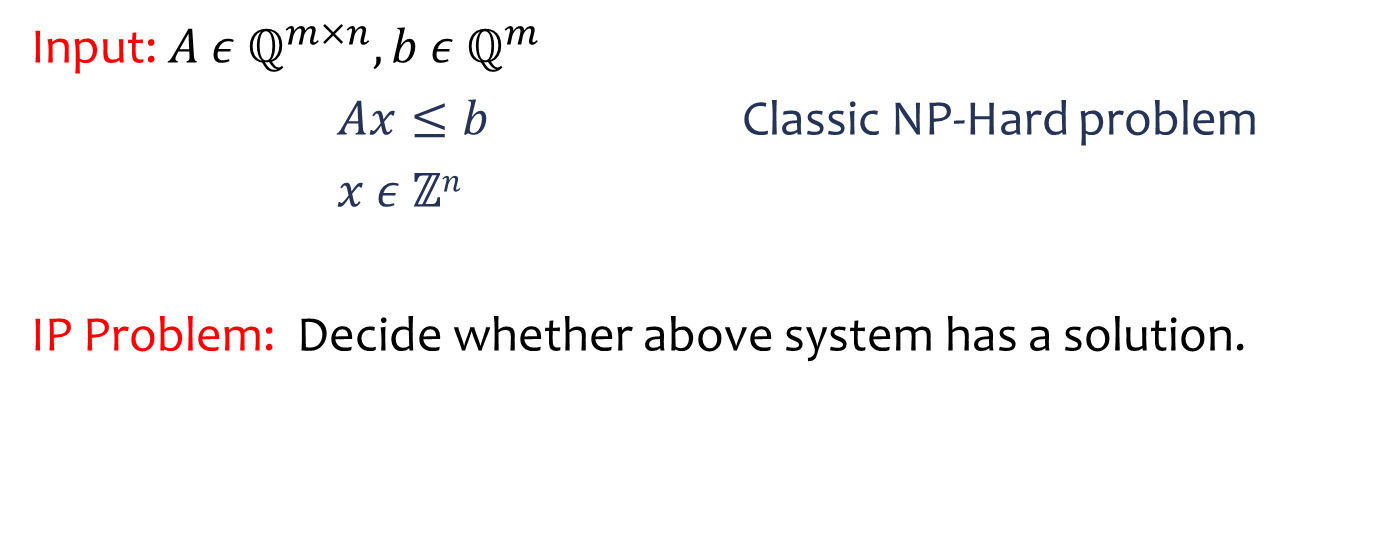 Input: A ϵ ℚ^{m×n}, b ϵ ℚ^m
Ax ≤ b Classic NP-Hard problem
x ϵ ℤ^n
IP Problem: Decide whether above system has a solution.